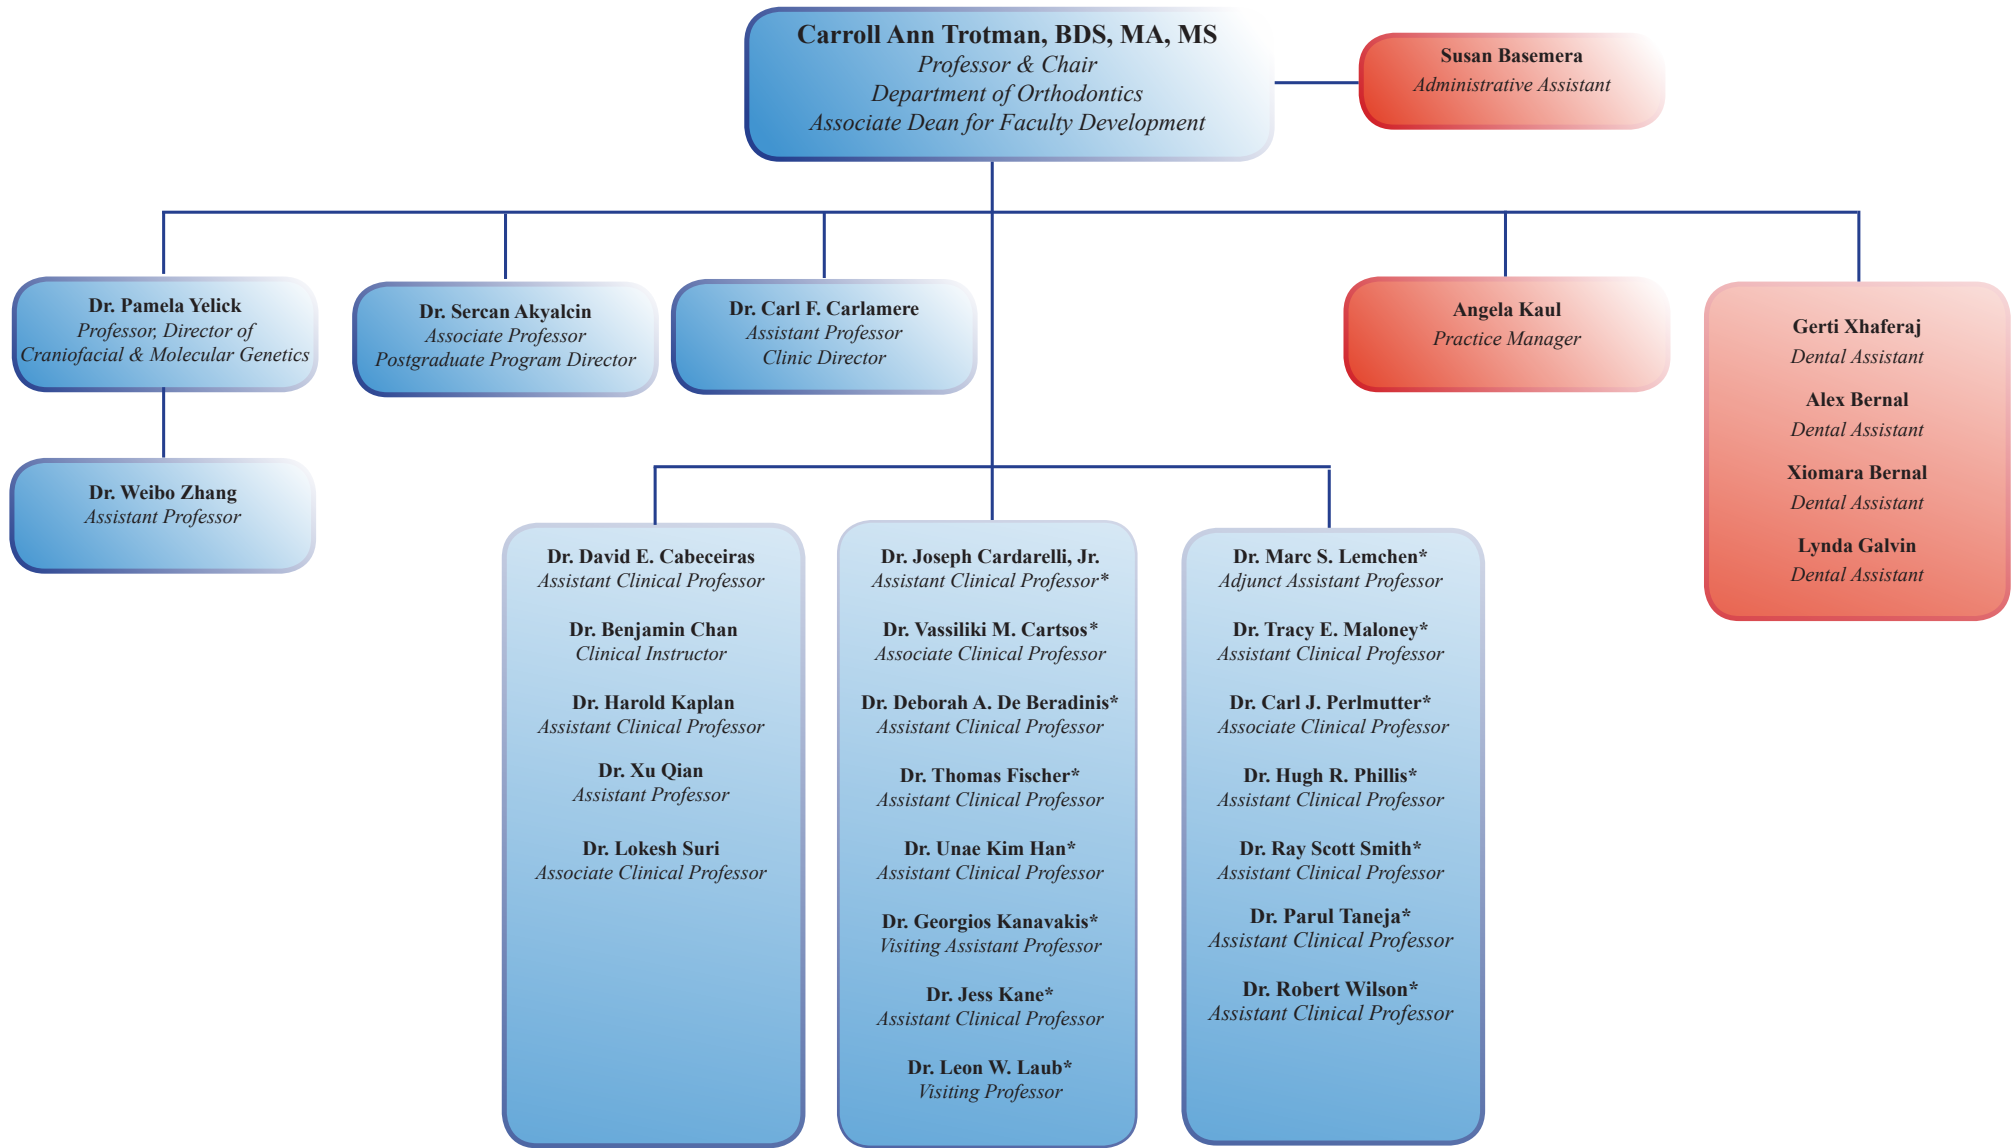 Carroll Ann Trotman, BDS, MA, MS
Professor & Chair
Department of Orthodontics
Associate Dean for Faculty Development
Susan Basemera
Administrative Assistant
Dr. Pamela Yelick
Professor, Director of
Craniofacial & Molecular Genetics
Dr. Sercan Akyalcin
Associate Professor
Postgraduate Program Director
Dr. Carl F. Carlamere
Assistant Professor
Clinic Director
Angela Kaul
Practice Manager
Gerti Xhaferaj
Dental Assistant
Alex Bernal
Dental Assistant
Xiomara Bernal
Dental Assistant
Lynda Galvin
Dental Assistant
Dr. Weibo Zhang
Assistant Professor
Dr. David E. Cabeceiras
Assistant Clinical Professor
Dr. Benjamin Chan
Clinical Instructor
Dr. Harold Kaplan
Assistant Clinical Professor
Dr. Xu Qian
Assistant Professor
Dr. Lokesh Suri
Associate Clinical Professor
Dr. Joseph Cardarelli, Jr.
Assistant Clinical Professor*
Dr. Vassiliki M. Cartsos*
Associate Clinical Professor
Dr. Deborah A. De Beradinis*
Assistant Clinical Professor
Dr. Thomas Fischer*
Assistant Clinical Professor
Dr. Unae Kim Han*
Assistant Clinical Professor
Dr. Georgios Kanavakis*
Visiting Assistant Professor
Dr. Jess Kane*
Assistant Clinical Professor
Dr. Leon W. Laub*
Visiting Professor
Dr. Marc S. Lemchen*
Adjunct Assistant Professor
Dr. Tracy E. Maloney*
Assistant Clinical Professor
Dr. Carl J. Perlmutter*
Associate Clinical Professor
Dr. Hugh R. Phillis*
Assistant Clinical Professor
Dr. Ray Scott Smith*
Assistant Clinical Professor
Dr. Parul Taneja*
Assistant Clinical Professor
Dr. Robert Wilson*
Assistant Clinical Professor